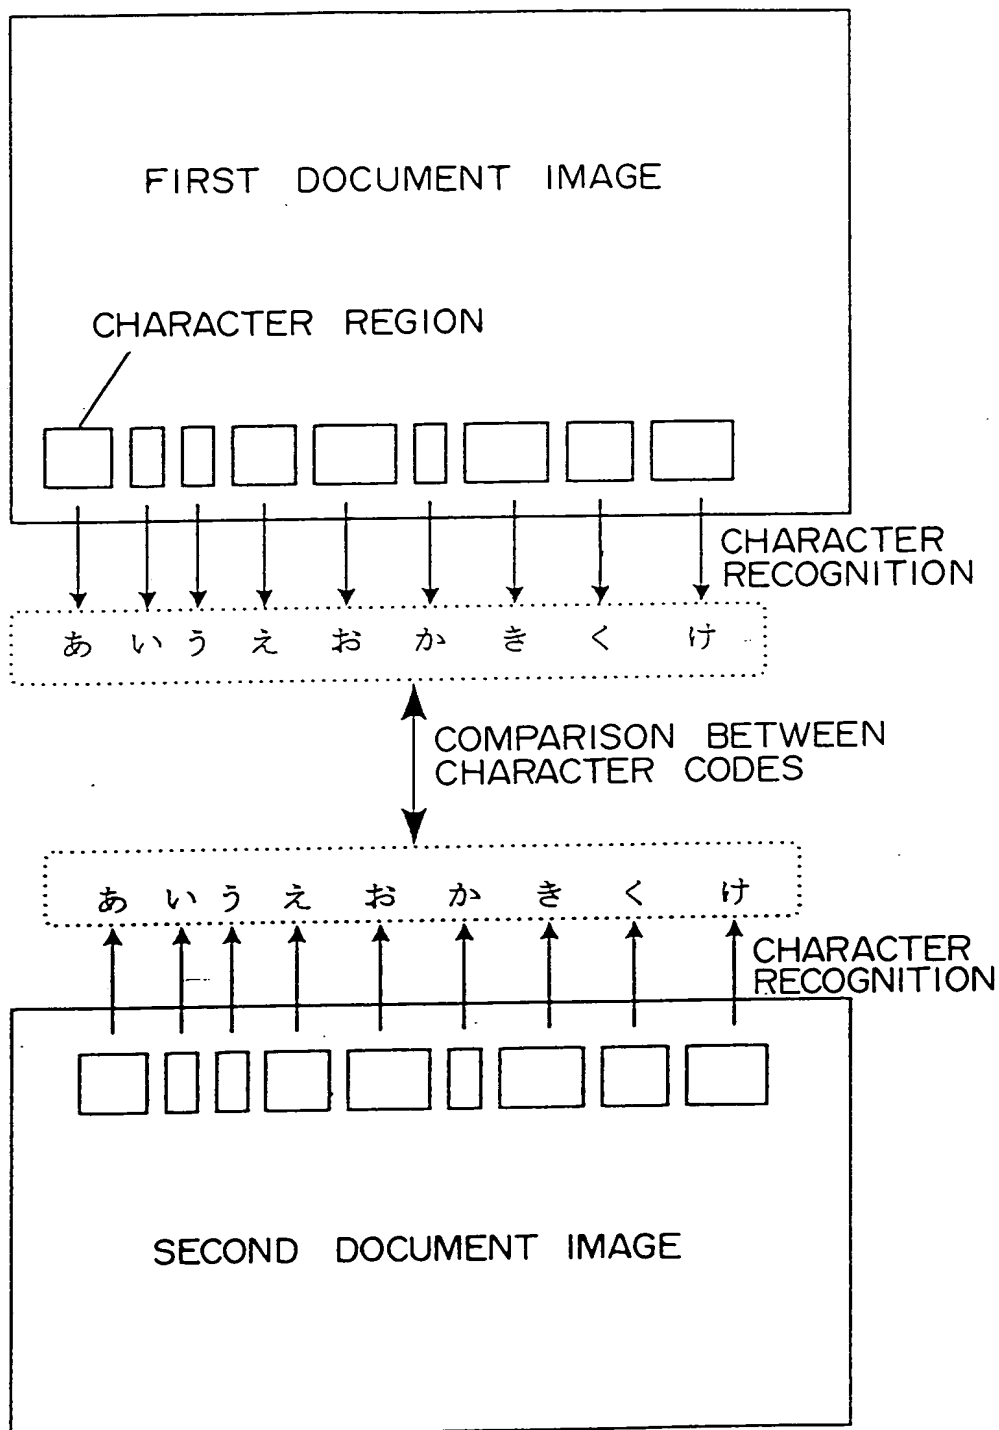 FIRST DOCUMENT IMAGE
CHARACTER REGION
CHARACTER
RECOGNITION
あ い う え お か き く け
COMPARISON BETWEEN
CHARACTER CODES
あ い う え お か き く け
CHARACTER
RECOGNITION
SECOND DOCUMENT IMAGE